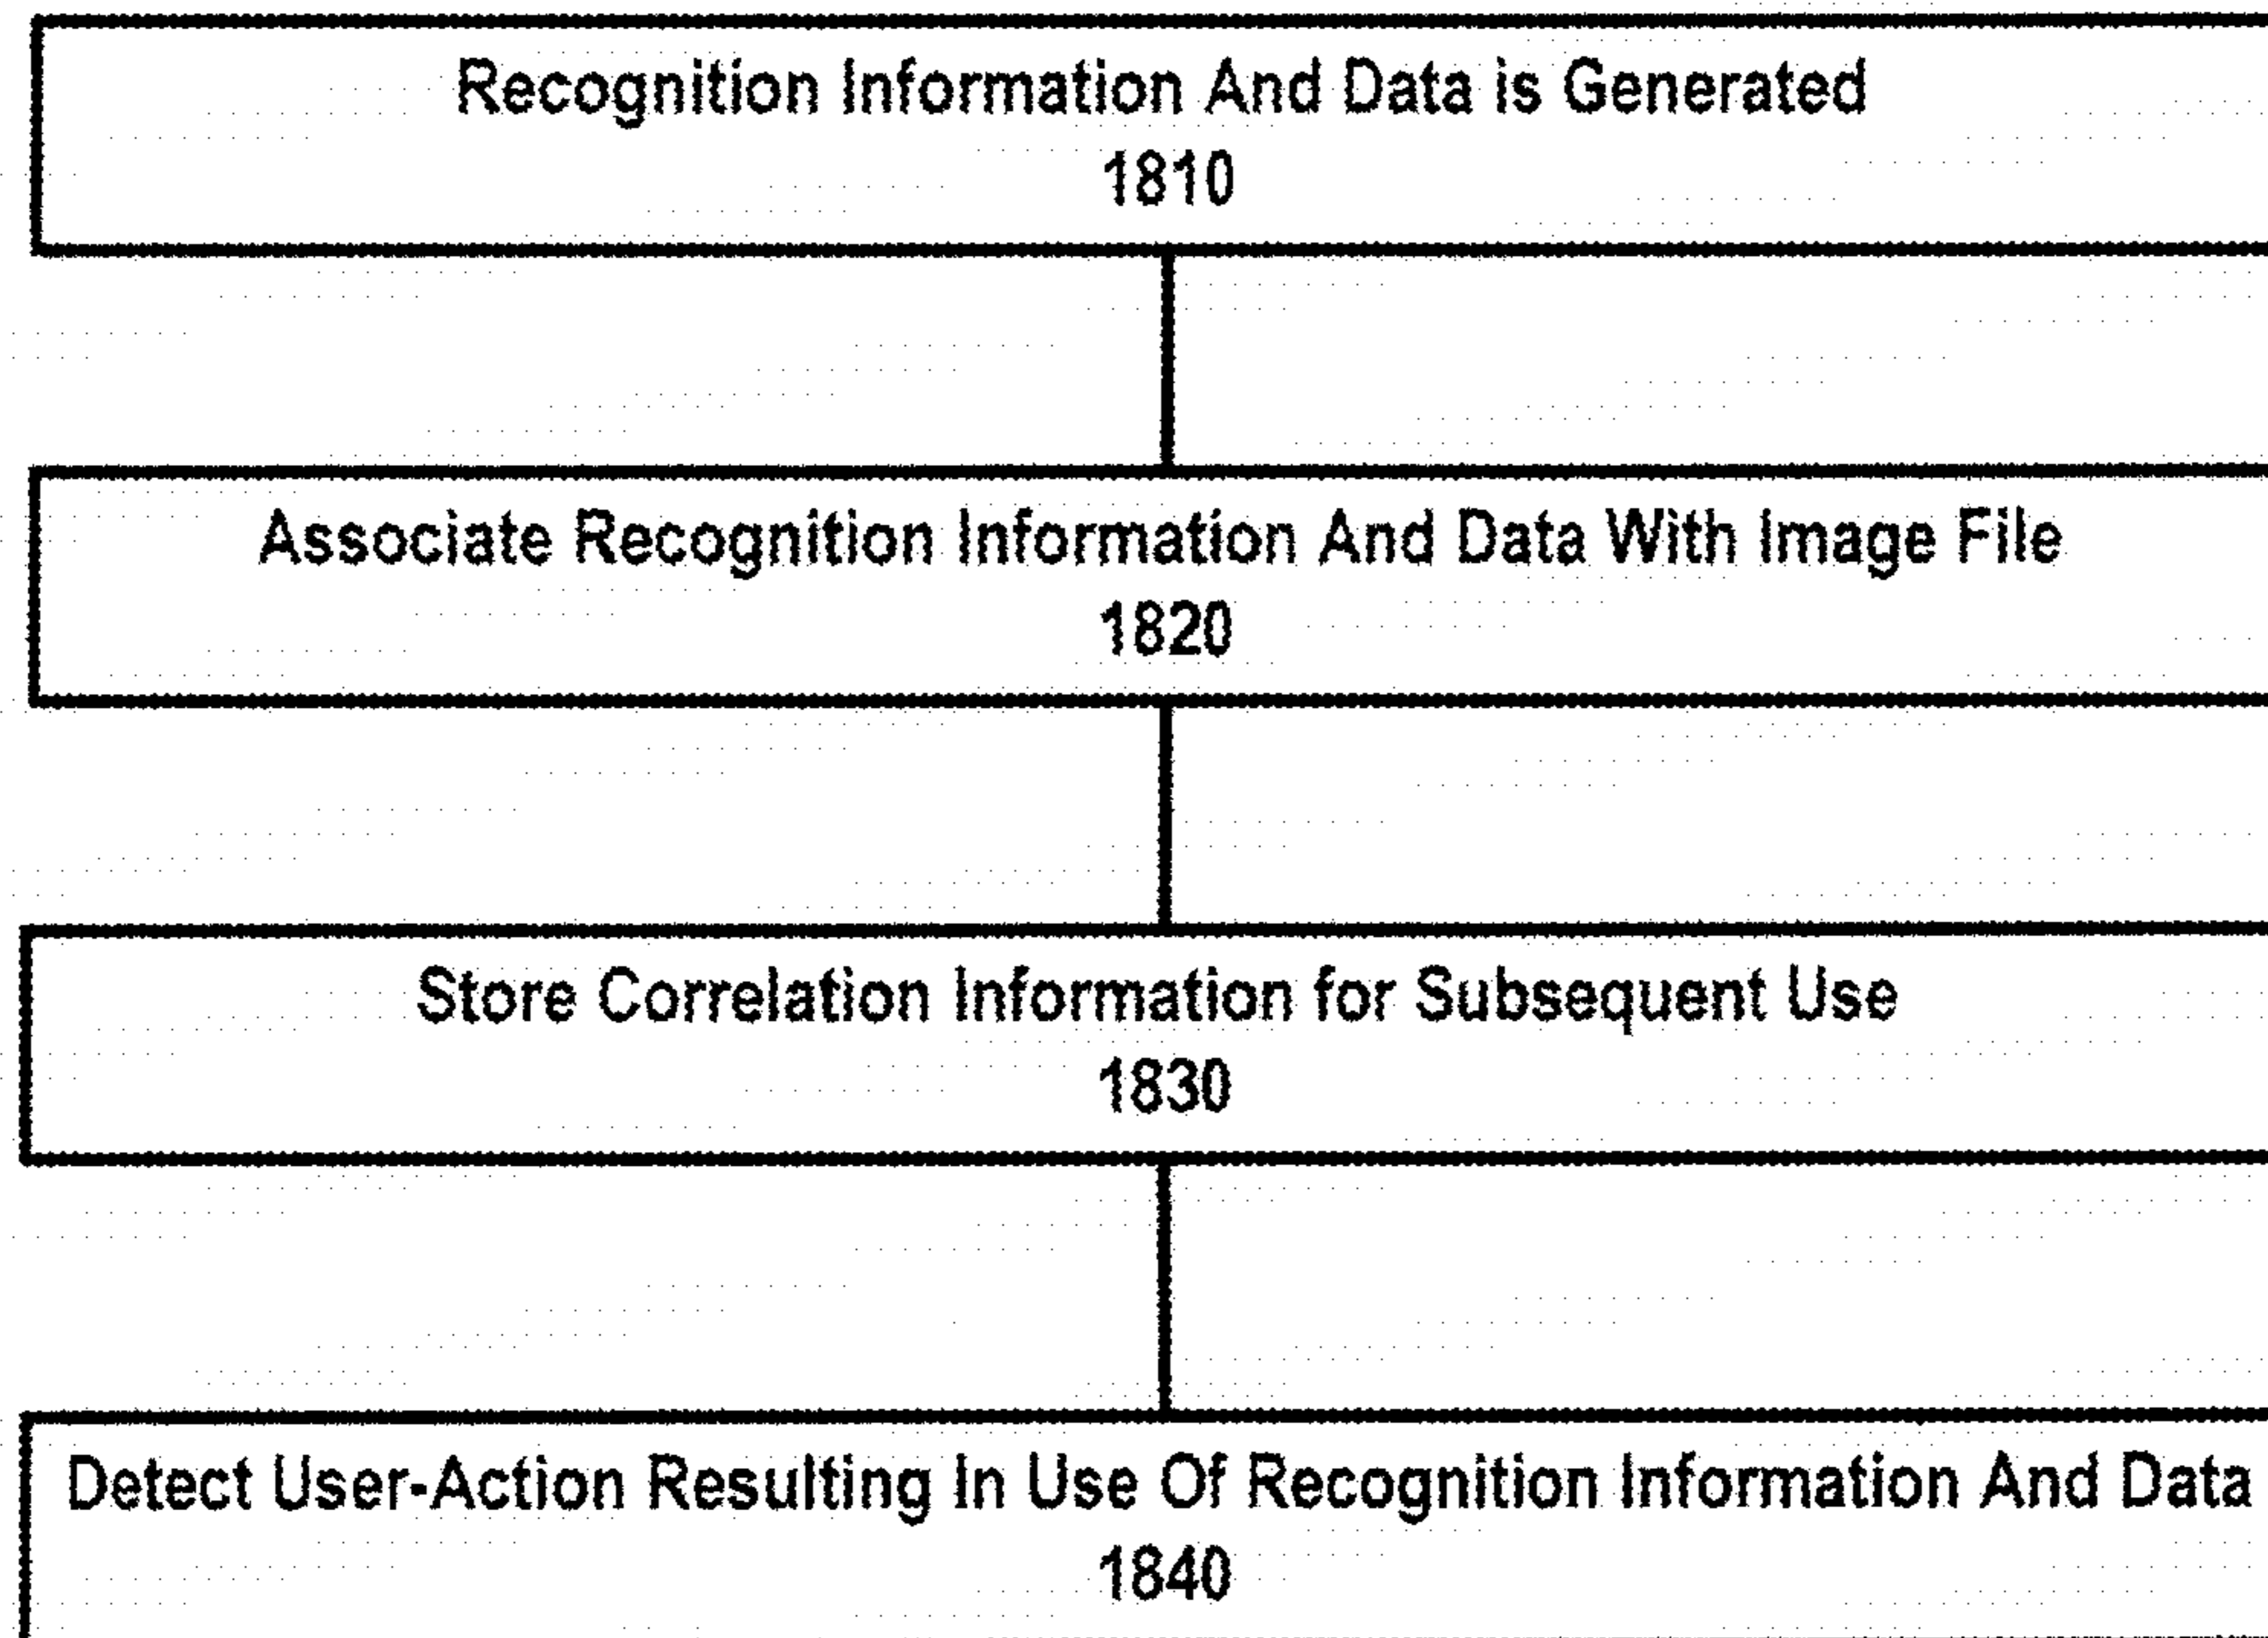 Recognition Information And Data is Generated
1810
Associate Recognition Information And Data With Image File
1820
Store Correlation Information for Subsequent Use
1830
Detect User-Action Resulting In Use Of Recognition Information And Data
1840